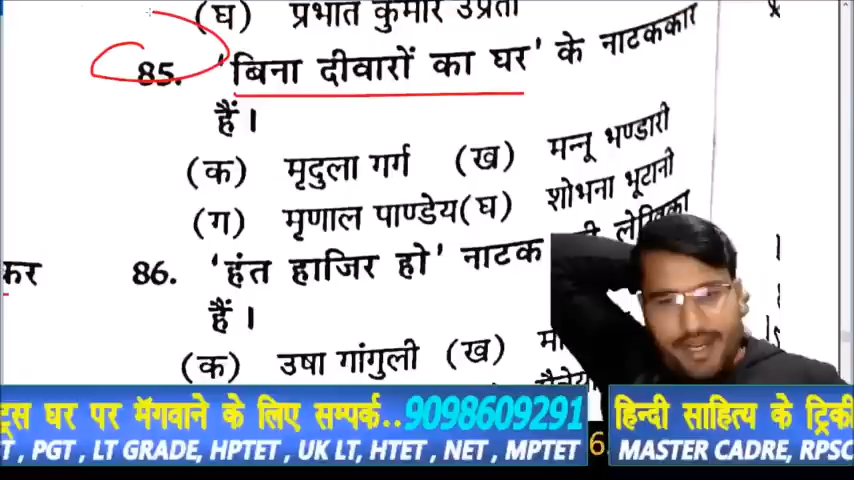 (घ) प्रभात कुमार उप्रेती
85. 'बिना दीवारों का घर' के नाटककार
हैं।
(क) मृदुला गर्ग (ख) मन्नू भण्डारी
(ग) मृणाल पाण्डेय (घ) शोभना भूटानी
कर
86. 'हंत हाजिर हो' नाटक की लेखिका
हैं।
(क) उषा गांगुली (ख)
ट्स घर पर मॅगवाने के लिए सम्पर्क..9098609291
हिन्दी साहित्य के ट्रिकी
T, PGT, LT GRADE, HPTET, UK LT, HTET, NET, MPTET
MASTER CADRE, RPSC